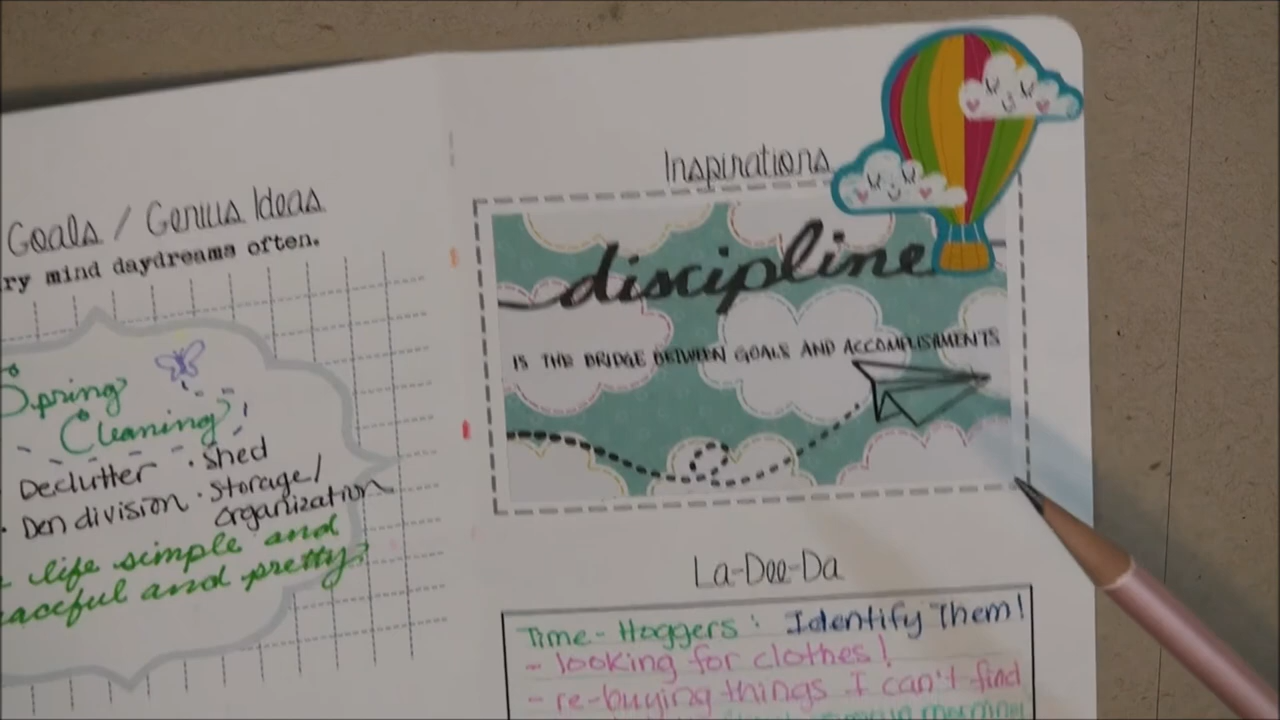 Goals / Genius Ideas
ry mind daydreams often.
Spring
Cleaning
Declutter · Shed
· Den division · Storage/
organization
life simple and
aceful and pretty
Inspirations
discipline
IS THE BRIDGE BETWEEN GOALS AND ACCOMPLISHMENTS
La-Dee-Da
Time-Hoggers: Identify Them!
- looking for clothes!
- re-buying things I can't find